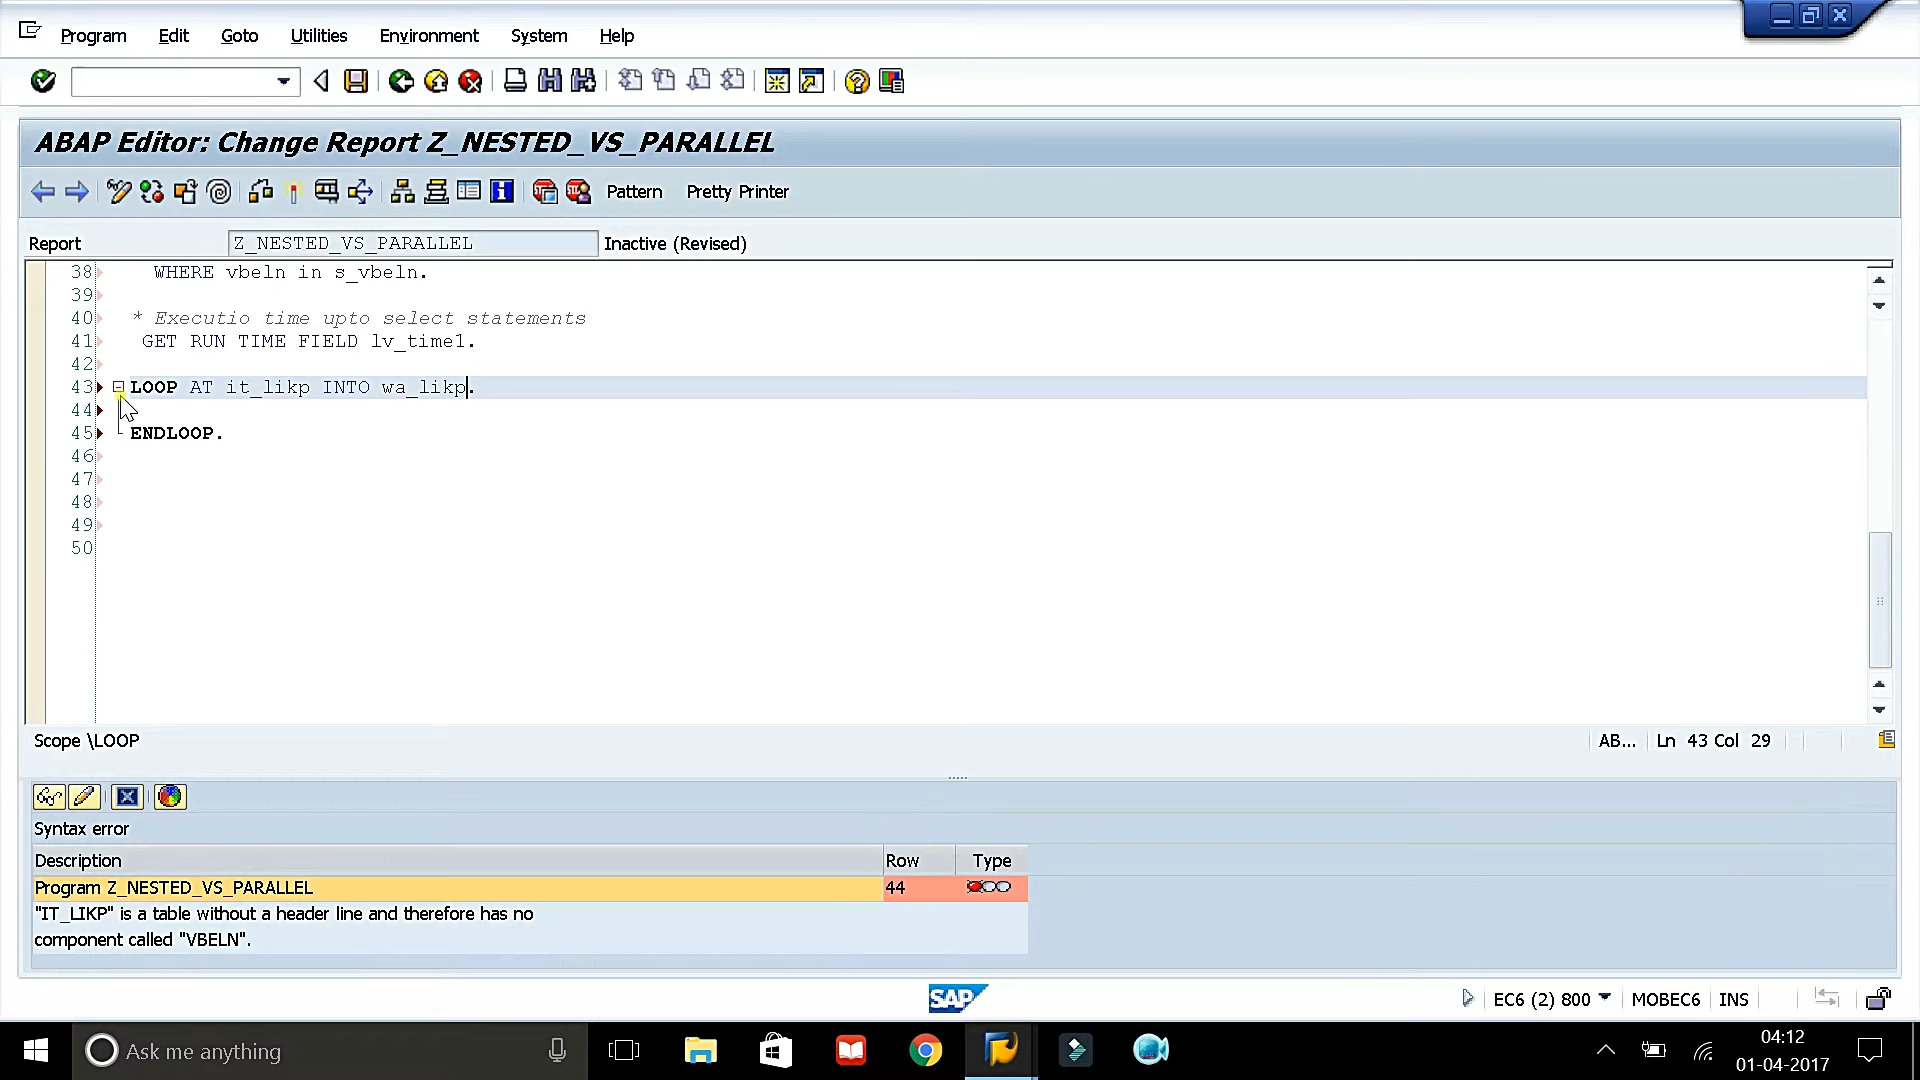 Program Edit Goto Utilities Environment System Help
ABAP Editor: Change Report Z_NESTED_VS_PARALLEL
Pattern Pretty Printer
Report Z_NESTED_VS_PARALLEL Inactive (Revised)
38 WHERE vbeln in s_vbeln.
39
40 * Executio time upto select statements
41 GET RUN TIME FIELD lv_time1.
42
43 LOOP AT it_likp INTO wa_likp.
44
45 ENDLOOP.
46
47
48
49
50
Scope \LOOP AB... Ln 43 Col 29
Syntax error
Description Row Type
Program Z_NESTED_VS_PARALLEL 44
"IT_LIKP" is a table without a header line and therefore has no
component called "VBELN".
SAP EC6 (2) 800 MOBEC6 INS
Ask me anything 04:12
01-04-2017